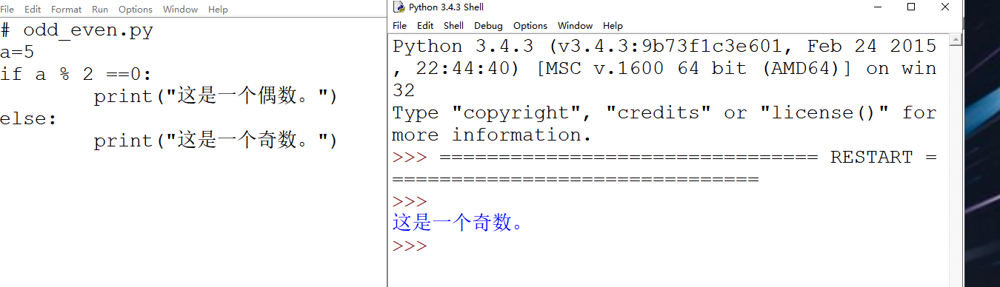 File Edit Format Run Options Window Help
# odd_even.py
a=5
if a % 2 ==0:
        print("这是一个偶数。")
else:
        print("这是一个奇数。")
Python 3.4.3 Shell
File Edit Shell Debug Options Window Help
Python 3.4.3 (v3.4.3:9b73f1c3e601, Feb 24 2015
, 22:44:40) [MSC v.1600 64 bit (AMD64)] on win
32
Type "copyright", "credits" or "license()" for
more information.
>>> ================================ RESTART =
===============================
>>>
这是一个奇数。
>>>